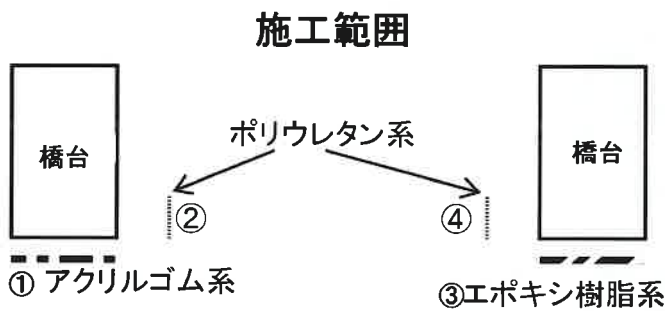 施工範囲
橋台
橋台
ポリウレタン系
②
④
① アクリルゴム系
③エポキシ樹脂系